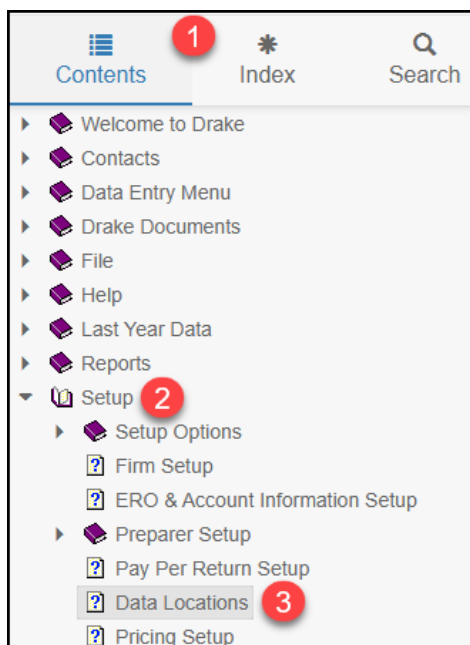 1
Contents Index Search
Welcome to Drake
Contacts
Data Entry Menu
Drake Documents
File
Help
Last Year Data
Reports
Setup 2
Setup Options
? Firm Setup
? ERO & Account Information Setup
Preparer Setup
? Pay Per Return Setup
? Data Locations 3
? Pricing Setup